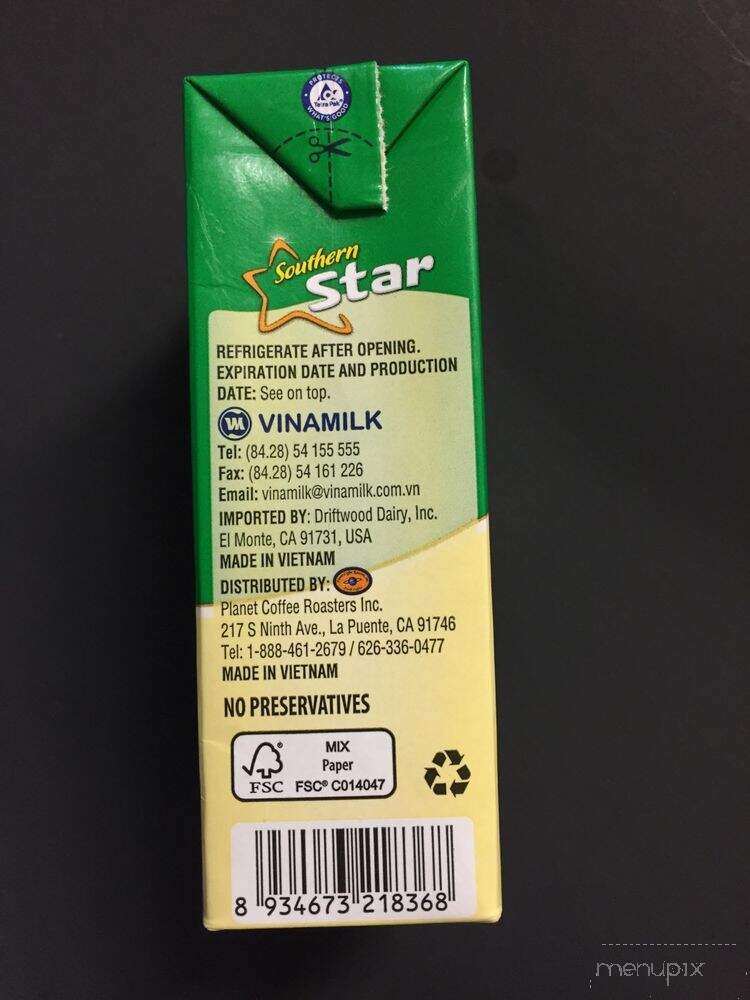 PROTECTS
Tetra Pak®
WHAT'S GOOD
Southern
Star
REFRIGERATE AFTER OPENING.
EXPIRATION DATE AND PRODUCTION
DATE: See on top.
VM VINAMILK
Tel: (84.28) 54 155 555
Fax: (84.28) 54 161 226
Email: vinamilk@vinamilk.com.vn
IMPORTED BY: Driftwood Dairy, Inc.
El Monte, CA 91731, USA
MADE IN VIETNAM
DISTRIBUTED BY:
Planet Coffee Roasters Inc.
217 S Ninth Ave., La Puente, CA 91746
Tel: 1-888-461-2679 / 626-336-0477
MADE IN VIETNAM
NO PRESERVATIVES
MIX
Paper
FSC FSC® C014047
8 934673 218368
menupix